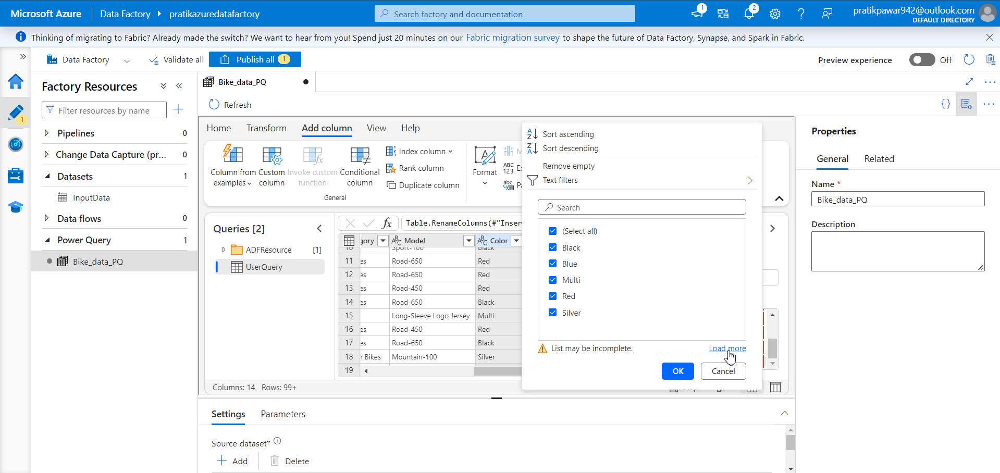 Microsoft Azure
Data Factory
pratikazuredatafactory
Search factory and documentation
1
2
pratikpawar942@outlook.com
DEFAULT DIRECTORY
Thinking of migrating to Fabric? Already made the switch? We want to hear from you! Spend just 20 minutes on our Fabric migration survey to shape the future of Data Factory, Synapse, and Spark in Fabric.
Data Factory
Validate all
Publish all 1
Preview experience
Off
1
Factory Resources
Filter resources by name
Pipelines 0
Change Data Capture (pr... 0
Datasets 1
InputData
Data flows 0
Power Query 1
Bike_data_PQ
Bike_data_PQ
Refresh
Home Transform Add column View Help
Column from examples
Custom column
Invoke custom function
Conditional column
Index column
Rank column
Duplicate column
General
Format
Queries [2]
ADFResource [1]
UserQuery
Table.RenameColumns(#"Inser
gory Model Color
10 Sport-100 Black
11 es Road-650 Red
12 es Road-650 Red
13 es Road-450 Red
14 es Road-650 Black
15 Long-Sleeve Logo Jersey Multi
16 es Road-450 Red
17 es Road-650 Black
18 n Bikes Mountain-100 Silver
19
Columns: 14 Rows: 99+
Sort ascending
Sort descending
Remove empty
Text filters
Search
(Select all)
Black
Blue
Multi
Red
Silver
List may be incomplete. Load more
OK Cancel
Settings Parameters
Source dataset*
Add Delete
Properties
General Related
Name *
Bike_data_PQ
Description